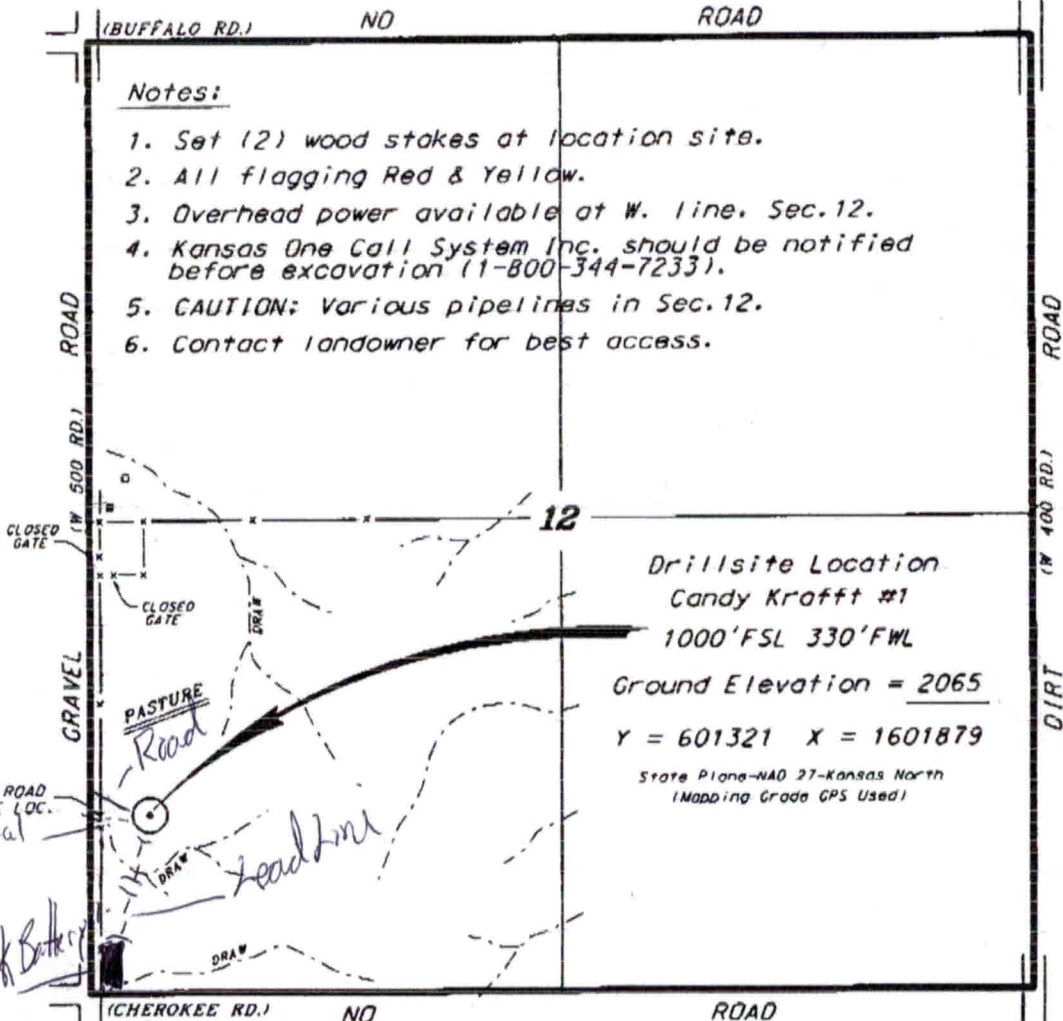 (BUFFALO RD.) NO ROAD
Notes:
1. Set (2) wood stakes at location site.
2. All flagging Red & Yellow.
3. Overhead power available at W. line. Sec.12.
4. Kansas One Call System Inc. should be notified
before excavation (1-800-344-7233).
5. CAUTION: Various pipelines in Sec.12.
6. Contact landowner for best access.
ROAD
(W 500 RD.)
GRAVEL
ROAD
(W 400 RD.)
DIRT
CLOSED
GATE
CLOSED
GATE
12
DRAW
Drillsite Location
Candy Krafft #1
1000'FSL 330'FWL
Ground Elevation = 2065
Y = 601321 X = 1601879
State Plane-NAD 27-Kansas North
(Mapping Grade GPS Used)
PASTURE
Road
ROAD
LOC.
DRAW
Lead Line
Battery
DRAW
(CHEROKEE RD.) NO ROAD